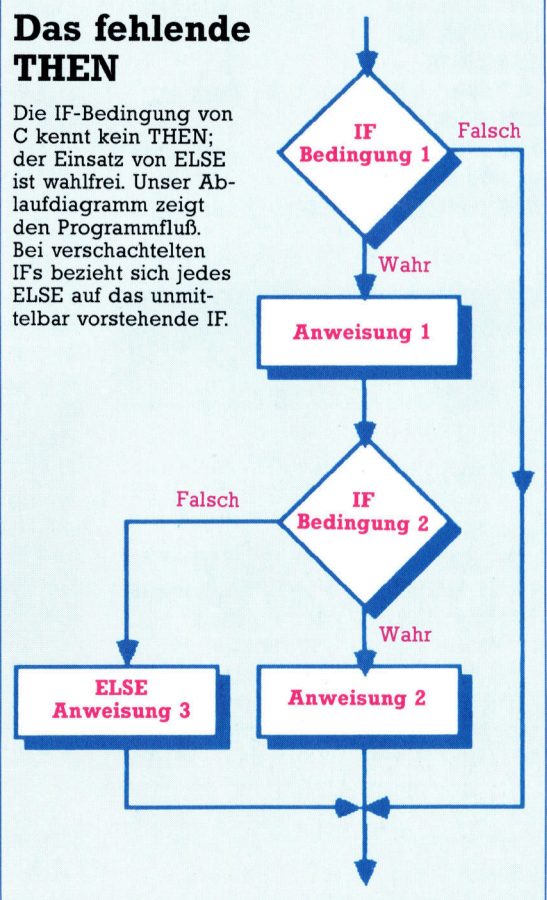 Das fehlende
THEN
Die IF-Bedingung von
C kennt kein THEN;
der Einsatz von ELSE
ist wahlfrei. Unser Ab-
laufdiagramm zeigt
den Programmfluß.
Bei verschachtelten
IFs bezieht sich jedes
ELSE auf das unmit-
telbar vorstehende IF.
IF
Bedingung 1
Falsch
Wahr
Anweisung 1
IF
Bedingung 2
Falsch
Wahr
ELSE
Anweisung 3
Anweisung 2